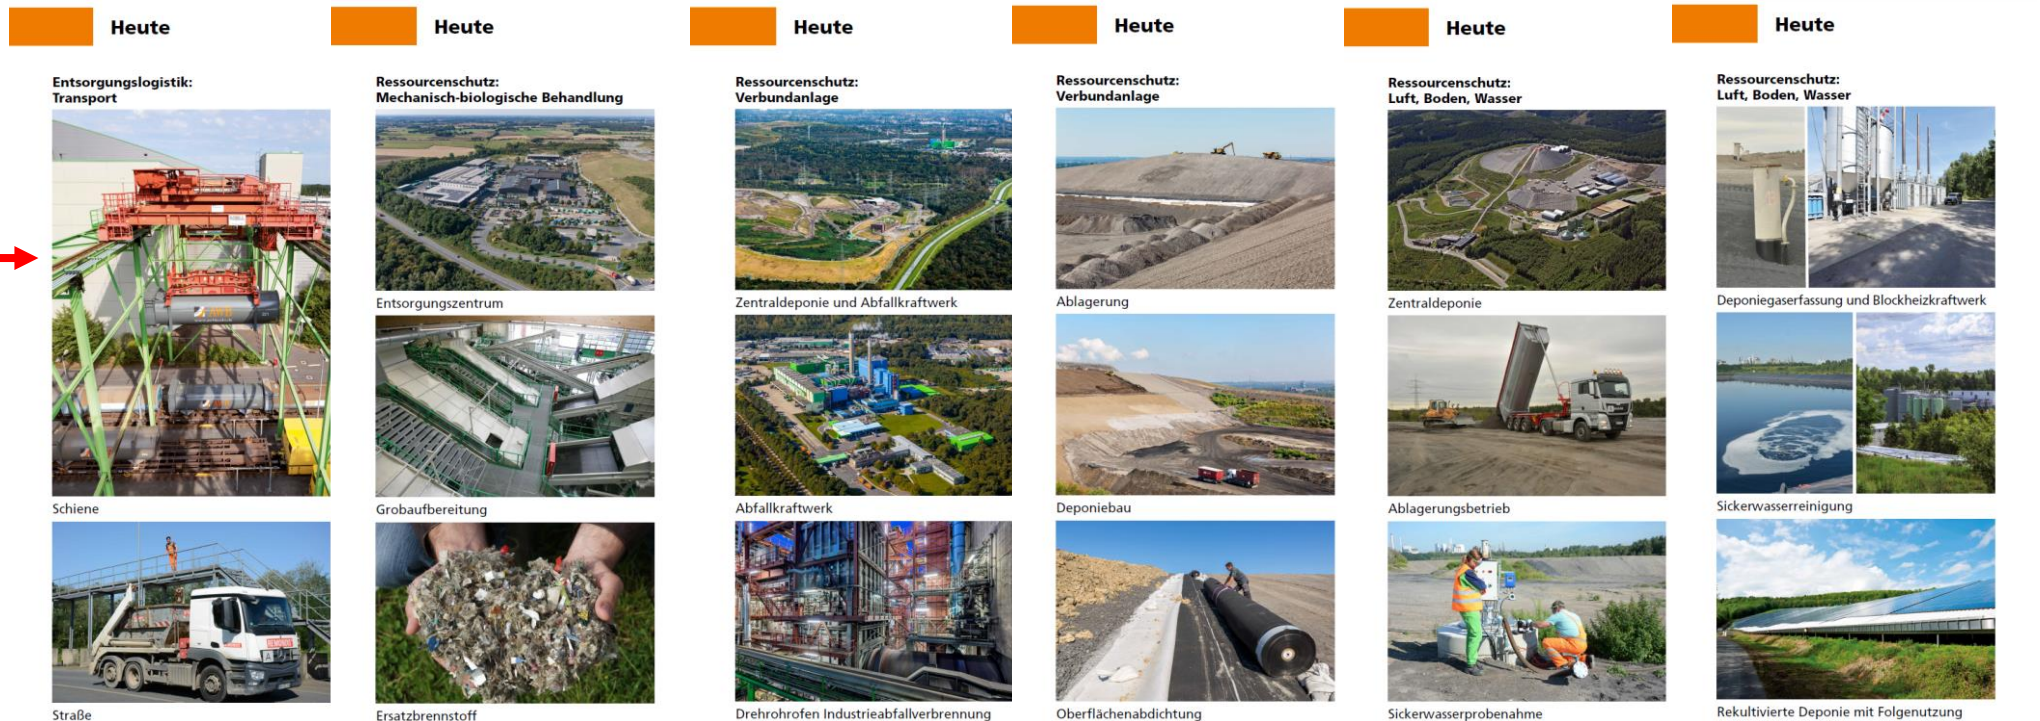 Heute
Entsorgungslogistik:
Transport
Schiene
Straße
Heute
Ressourcenschutz:
Mechanisch-biologische Behandlung
Entsorgungszentrum
Grobaufbereitung
Ersatzbrennstoff
Heute
Ressourcenschutz:
Verbundanlage
Zentraldeponie und Abfallkraftwerk
Abfallkraftwerk
Drehrohrofen Industrieabfallverbrennung
Heute
Ressourcenschutz:
Verbundanlage
Ablagerung
Deponiebau
Oberflächenabdichtung
Heute
Ressourcenschutz:
Luft, Boden, Wasser
Zentraldeponie
Ablagerungsbetrieb
Sickerwasserprobenahme
Heute
Ressourcenschutz:
Luft, Boden, Wasser
Deponiegaserfassung und Blockheizkraftwerk
Sickerwasserreinigung
Rekultivierte Deponie mit Folgenutzung